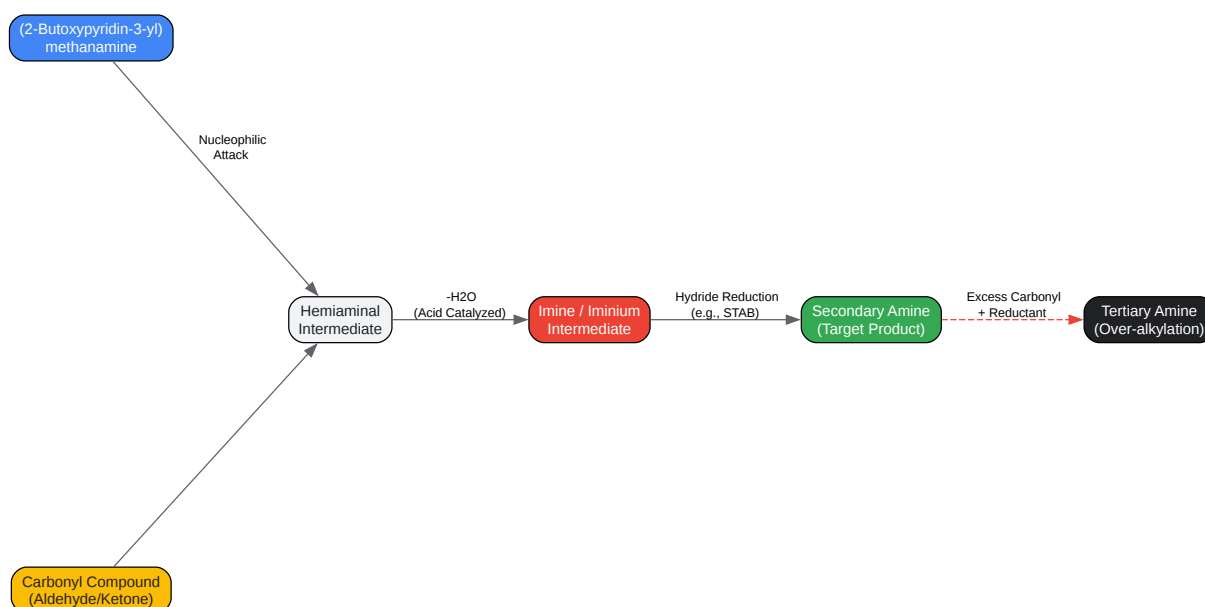 (2-Butoxypyridin-3-yl)
methanamine
Nucleophilic
Attack
Hemiaminal
Intermediate
-H2O
(Acid Catalyzed)
Imine / Iminium
Intermediate
Hydride Reduction
(e.g., STAB)
Secondary Amine
(Target Product)
Excess Carbonyl
+ Reductant
Tertiary Amine
(Over-alkylation)
Carbonyl Compound
(Aldehyde/Ketone)